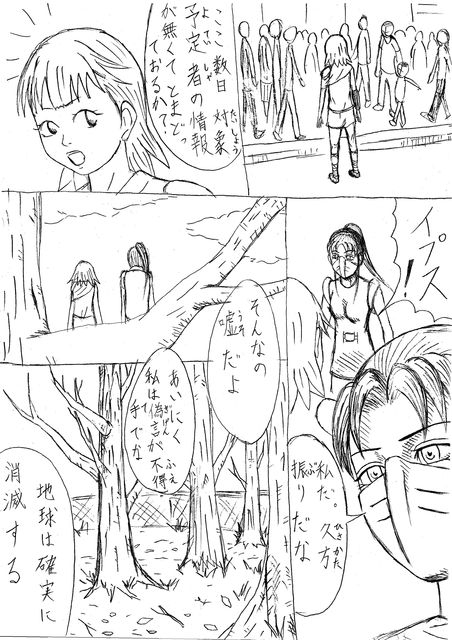 ここ数日 対象
予定者の情報
が無くてとまどっ
ておるかて?
イプス!
私だ。久方
振りだな
そんなの
嘘だよ
あいにく
私は偽言が不得
手でな
地球は確実に
消滅する